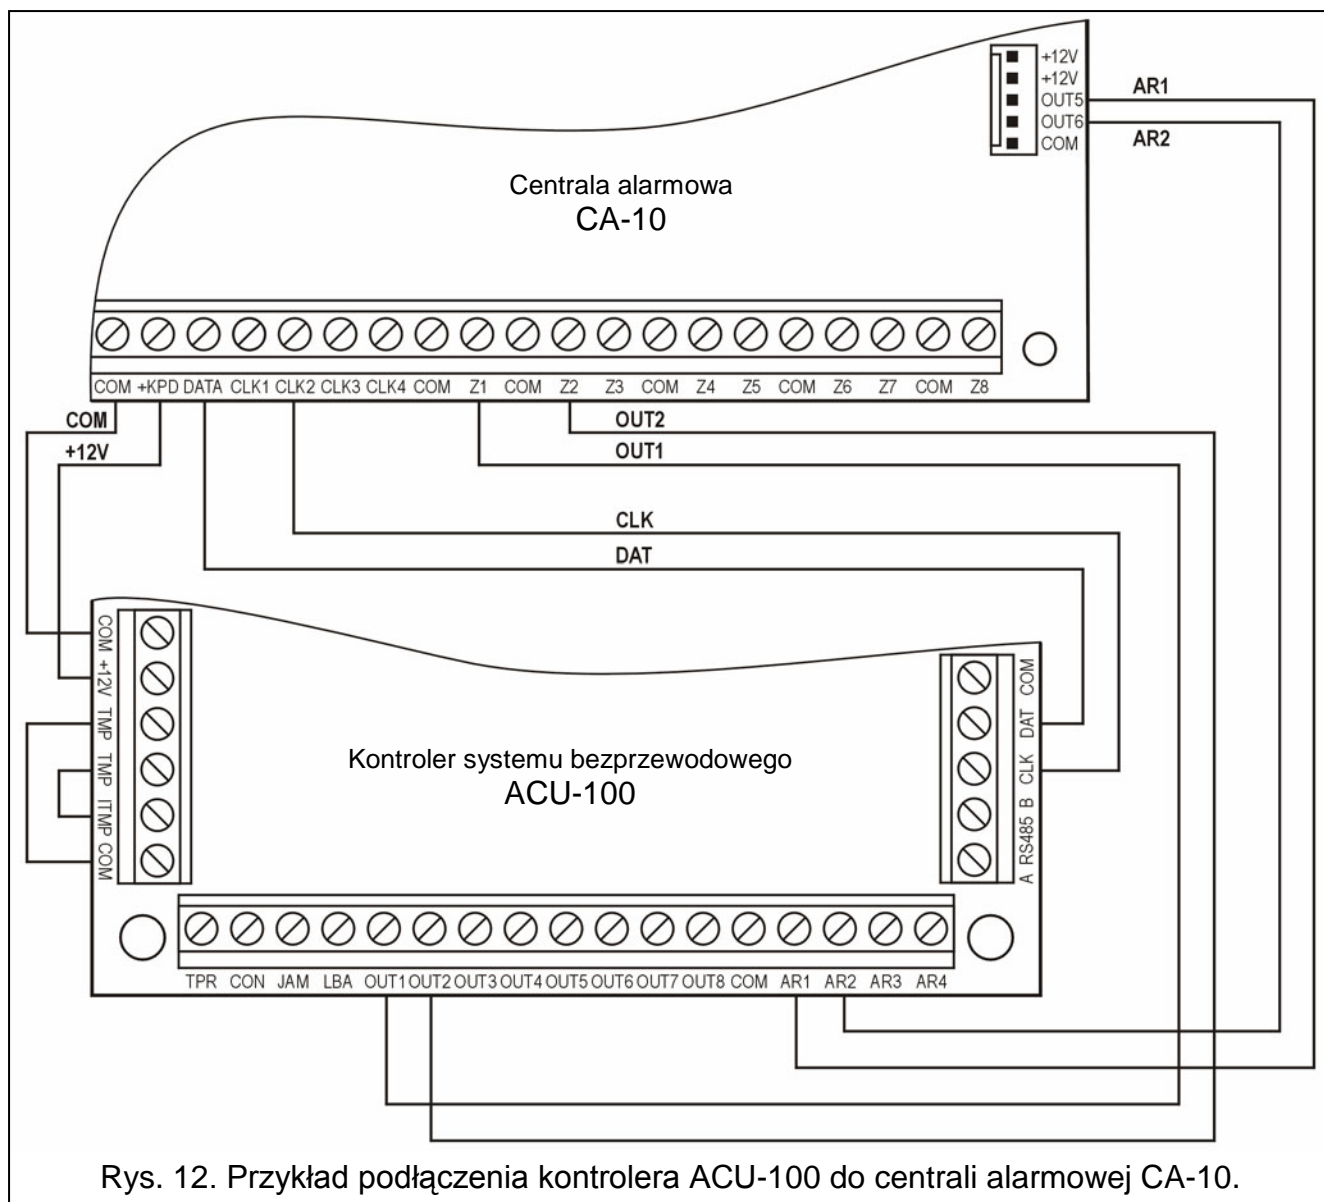 +12V
+12V
OUT5
OUT6
COM
AR1
AR2
Centrala alarmowa
CA-10
COM +KPD DATA CLK1 CLK2 CLK3 CLK4 COM Z1 COM Z2 Z3 COM Z4 Z5 COM Z6 Z7 COM Z8
COM
+12V
OUT2
OUT1
CLK
DAT
COM +12V TMP TMP ITMP COM
Kontroler systemu bezprzewodowego
ACU-100
A RS485 B CLK DAT COM
TPR CON JAM LBA OUT1 OUT2 OUT3 OUT4 OUT5 OUT6 OUT7 OUT8 COM AR1 AR2 AR3 AR4
Rys. 12. Przykład podłączenia kontrolera ACU-100 do centrali alarmowej CA-10.